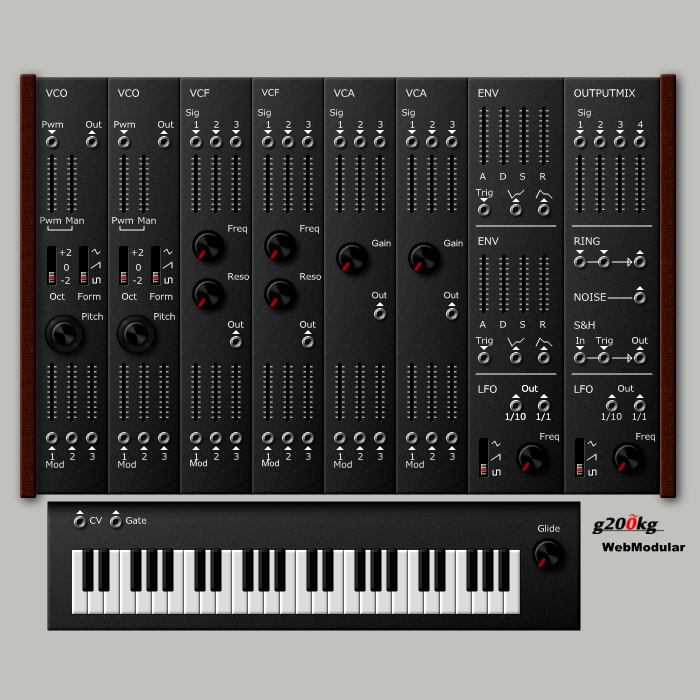 VCO VCO VCF VCF VCA VCA ENV OUTPUTMIX
Sig Sig Sig Sig Sig
Pwm Out Pwm Out 1 2 3 1 2 3 1 2 3 1 2 3 1 2 3 4
A D S R
Trig
Pwm Man Pwm Man
Freq Freq
Gain Gain
ENV RING
+2 +2
0 0
-2 -2
Reso Reso
Oct Form Oct Form
Out Out
NOISE
Pitch Pitch
Out Out
A D S R
S&H
Trig
In Trig Out
LFO Out LFO Out
1/10 1/1 1/10 1/1
Freq Freq
1 2 3 1 2 3 1 2 3 1 2 3 1 2 3 1 2 3
Mod Mod Mod Mod Mod Mod
CV Gate
Glide
g200kg
WebModular